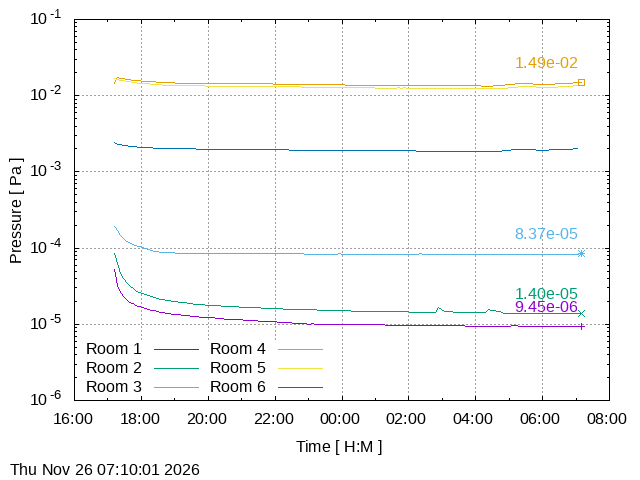 10^-1
10^-2
10^-3
10^-4
10^-5
10^-6
Pressure [ Pa ]
1.49e-02
8.37e-05
1.40e-05
9.45e-06
Room 1 Room 4
Room 2 Room 5
Room 3 Room 6
16:00 18:00 20:00 22:00 00:00 02:00 04:00 06:00 08:00
Time [ H:M ]
Thu Nov 26 07:10:01 2026